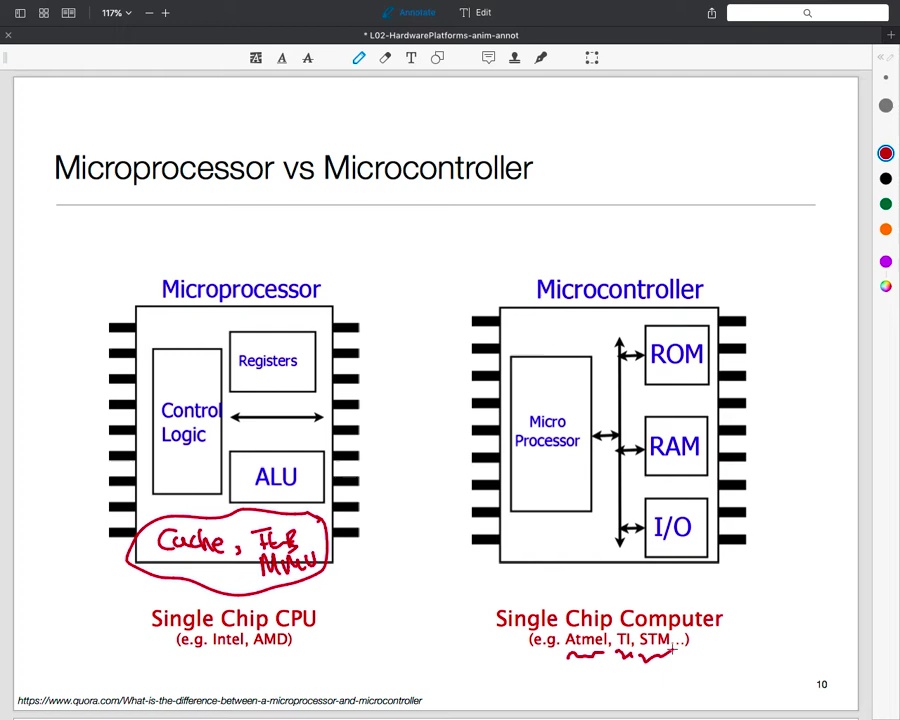 117%
Annotate
Edit
* L02-HardwarePlatforms-anim-annot
Microprocessor vs Microcontroller
Microprocessor
Registers
Control
Logic
ALU
Cache, TLB
MMU
Single Chip CPU
(e.g. Intel, AMD)
Microcontroller
ROM
Micro
Processor
RAM
I/O
Single Chip Computer
(e.g. Atmel, TI, STM...)
10
https://www.quora.com/What-is-the-difference-between-a-microprocessor-and-microcontroller